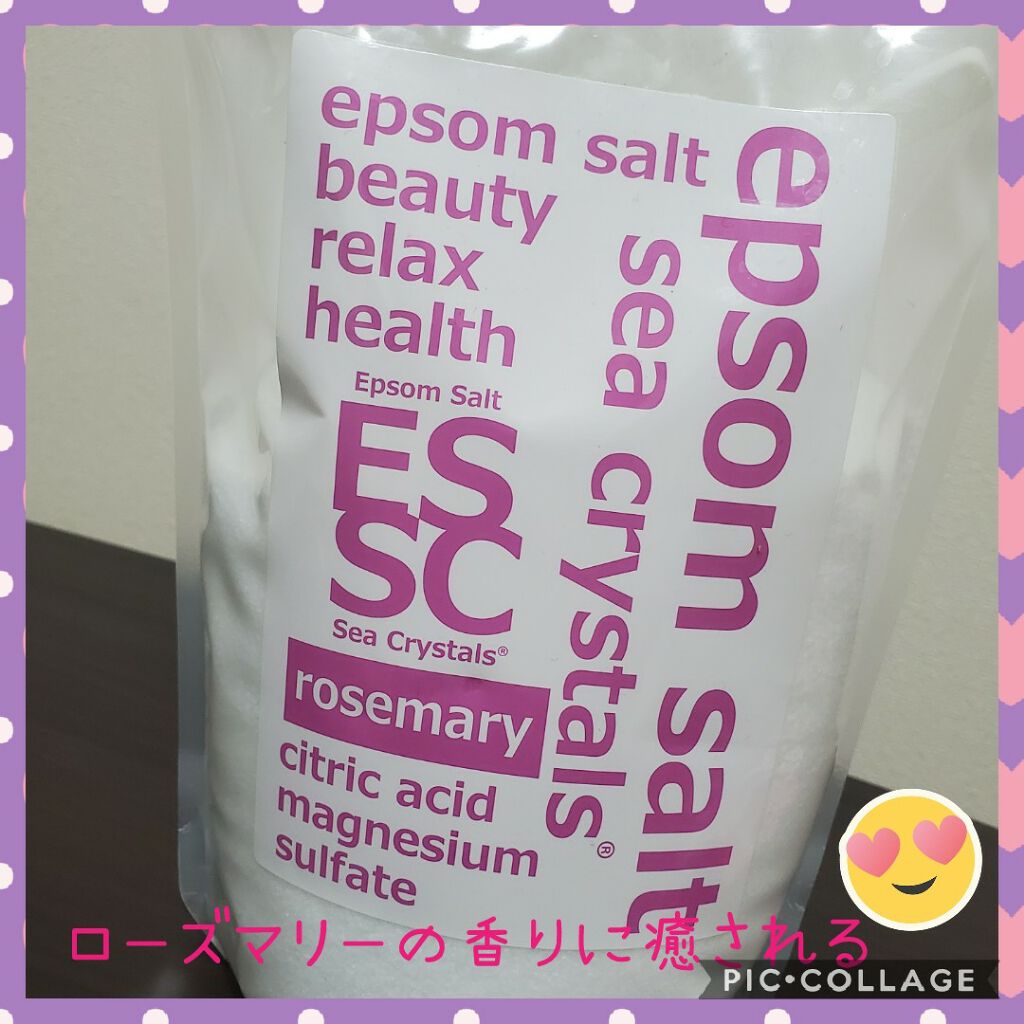 epsom salt
beauty
relax
health
Epsom Salt
ES
SC
Sea Crystals®
rosemary
citric acid
magnesium
sulfate
sea crystals®
epsom salt
ローズマリーの香りに癒される
PIC•COLLAGE